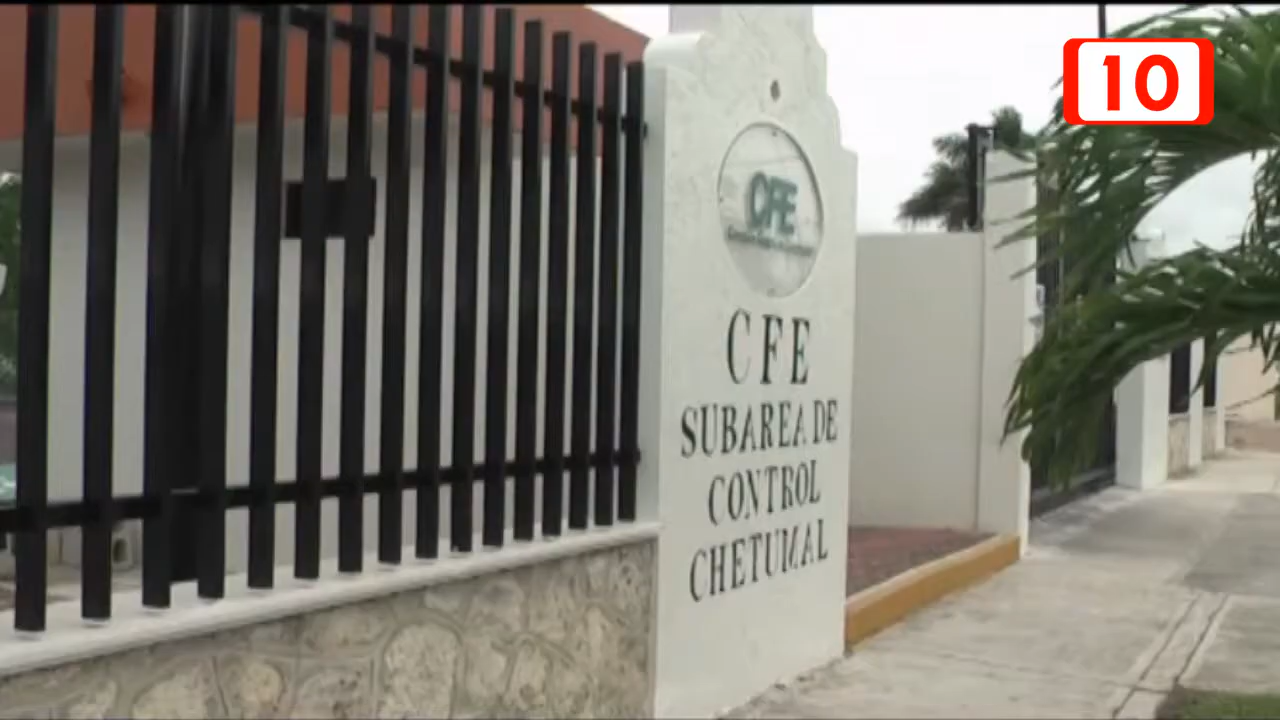 10
CFE
CFE
SUBAREA DE
CONTROL
CHETUMAL